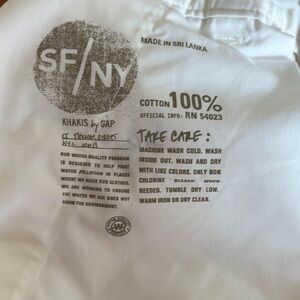 SF/NY
KHAKIS by GAP
NYC 10013
OUR WATER QUALITY PROGRAM
IS DESIGNED TO HELP FIGHT
WATER POLLUTION IN PLACES
WHERE WE MAKE OUR CLOTHES.
WE ARE WORKING TO ENSURE
THE WATER WE USE DOES NOT
HARM THE ENVIRONMENT.
MADE IN SRI LANKA
COTTON 100%
OFFICIAL INFO: RN 54023
TAKE CARE:
MACHINE WASH COLD. WASH
INSIDE OUT. WASH AND DRY
WITH LIKE COLORS. ONLY NON
CHLORINE BLEACH WHEN
NEEDED. TUMBLE DRY LOW.
WARM IRON OR DRY CLEAR.